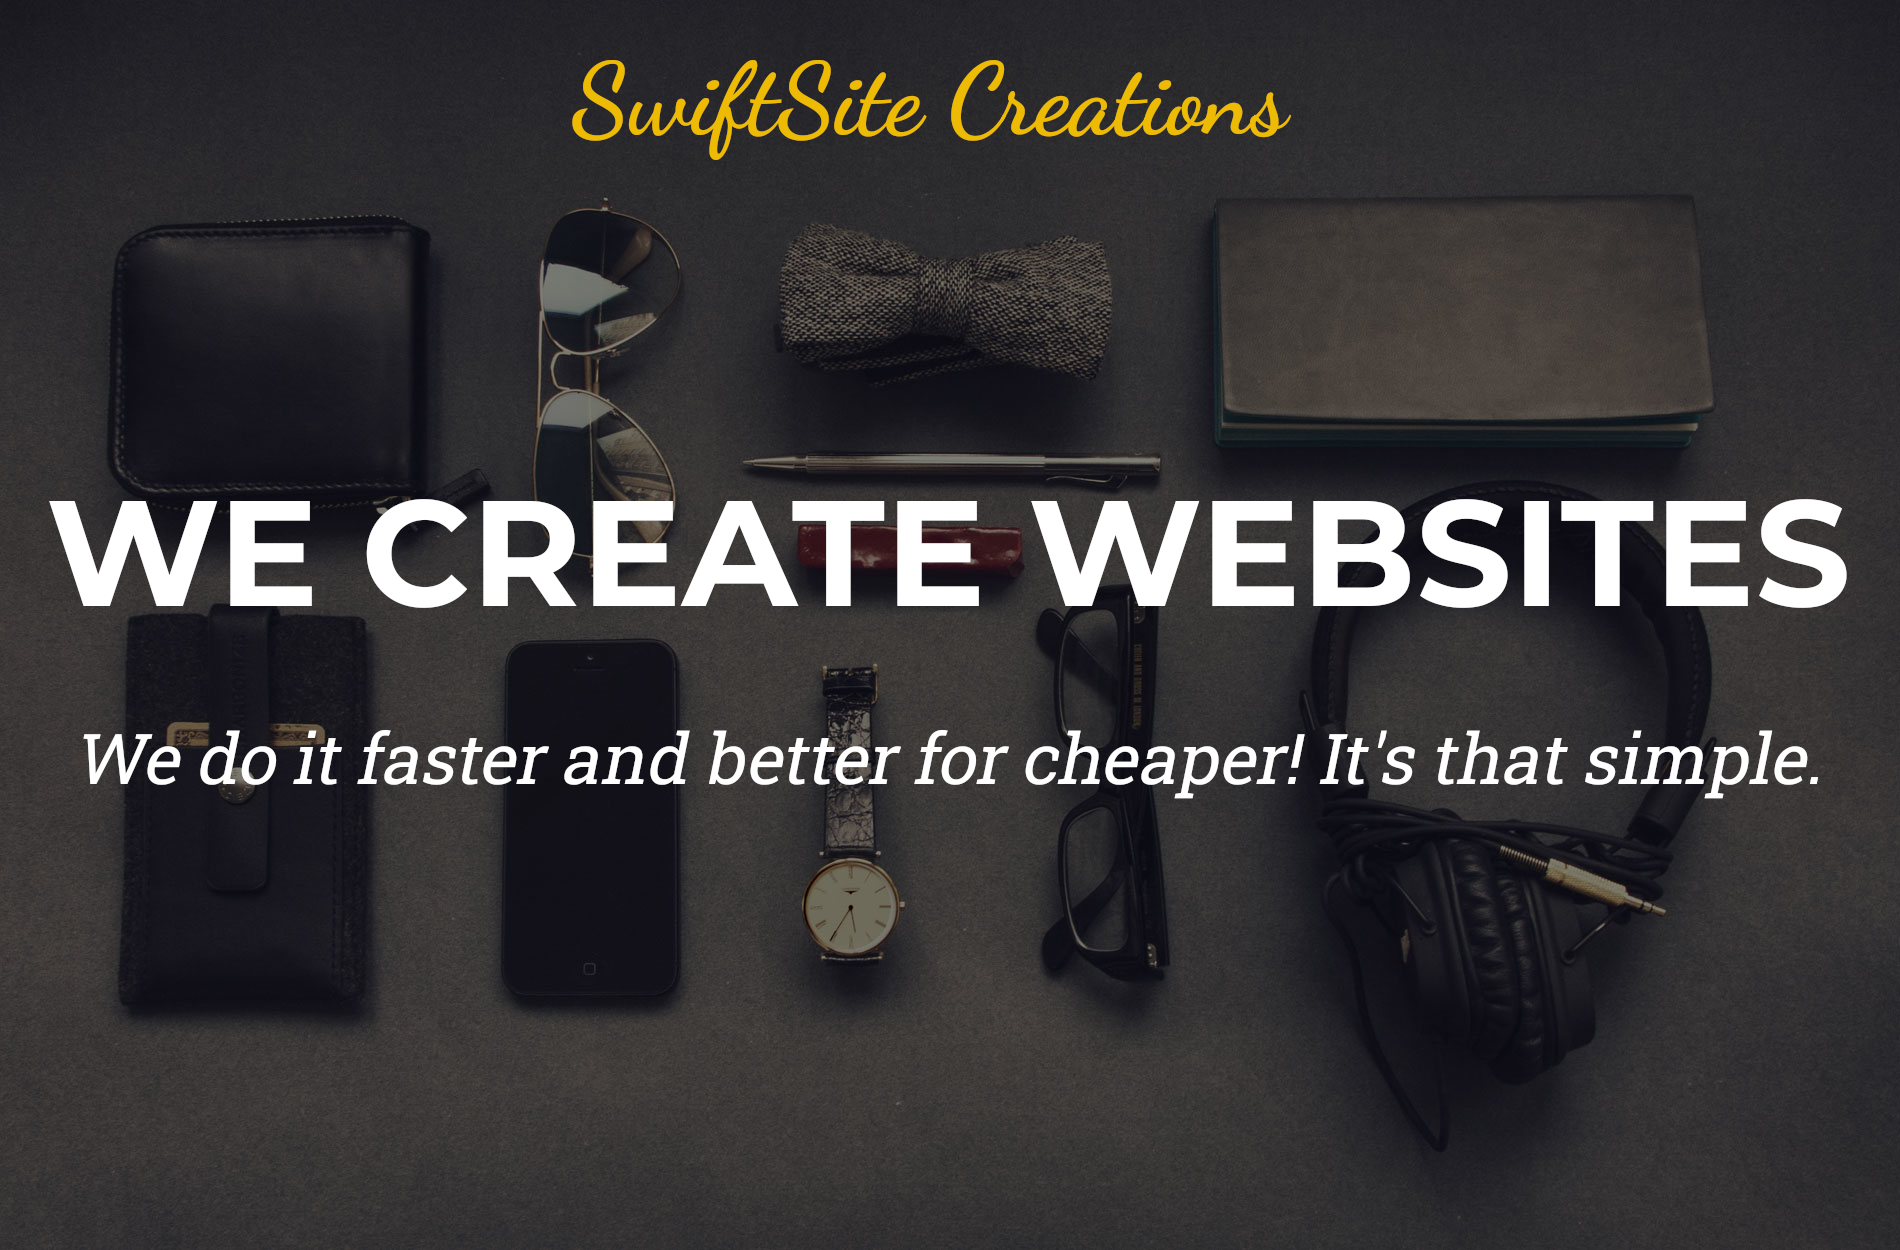 SwiftSite Creations
WE CREATE WEBSITES
We do it faster and better for cheaper! It's that simple.